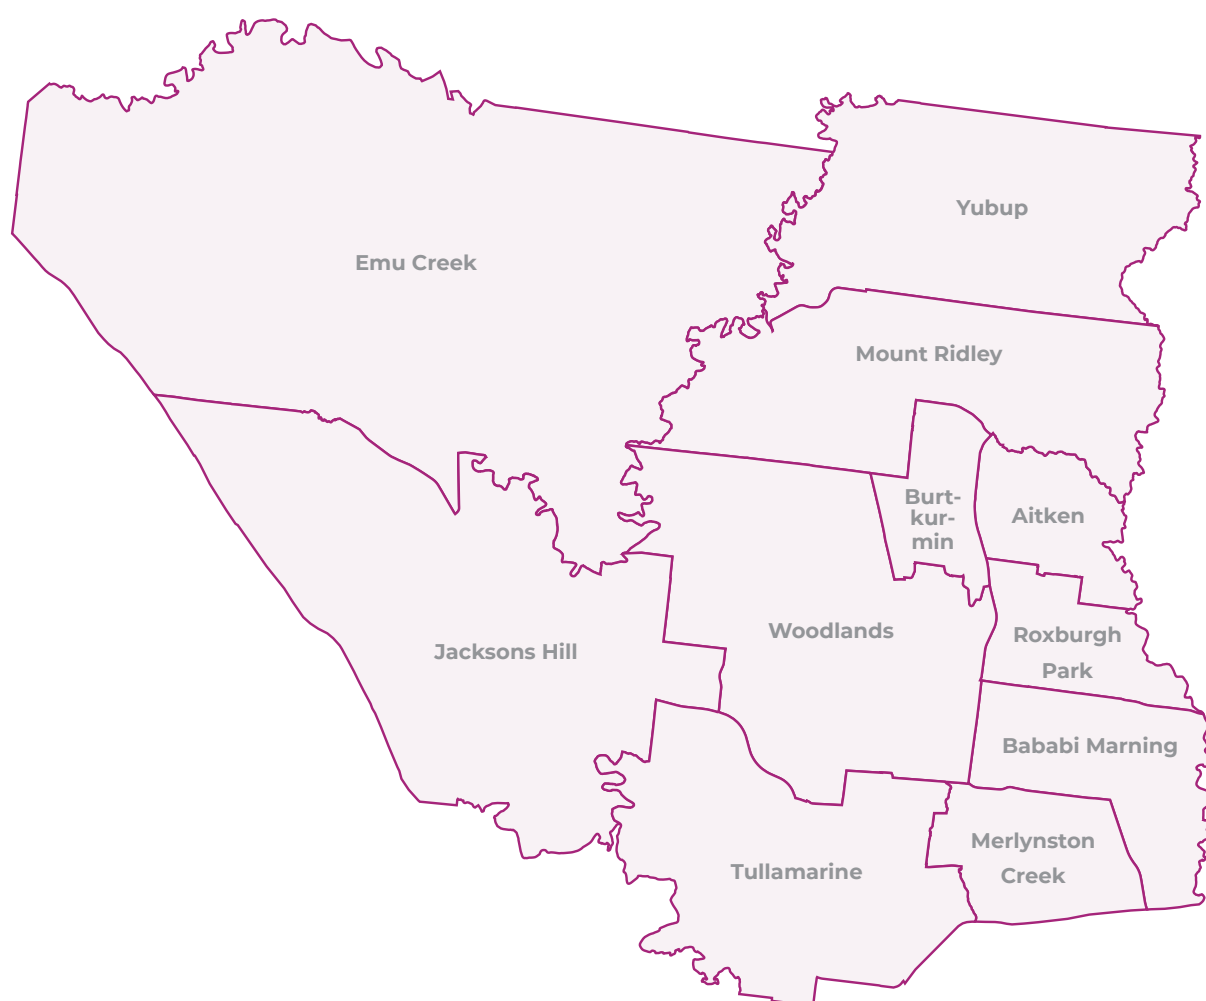 Yubup
Emu Creek
Mount Ridley
Burt-
kur-
min
Aitken
Woodlands
Roxburgh
Park
Jacksons Hill
Bababi Marning
Merlynston
Creek
Tullamarine